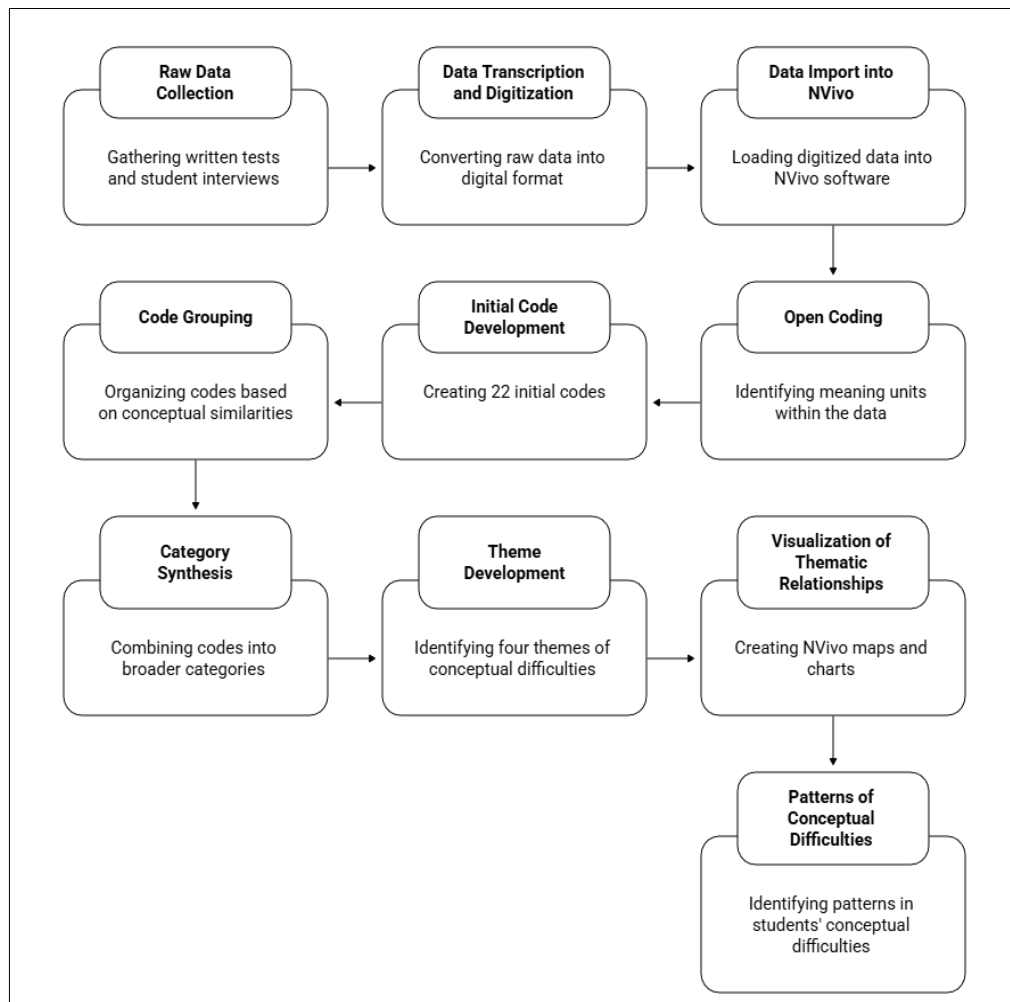 Raw Data
Collection
Gathering written tests
and student interviews
Data Transcription
and Digitization
Converting raw data into
digital format
Data Import into
NVivo
Loading digitized data into
NVivo software
Open Coding
Identifying meaning units
within the data
Initial Code
Development
Creating 22 initial codes
Code Grouping
Organizing codes based
on conceptual similarities
Category
Synthesis
Combining codes into
broader categories
Theme
Development
Identifying four themes of
conceptual difficulties
Visualization of
Thematic
Relationships
Creating NVivo maps and
charts
Patterns of
Conceptual
Difficulties
Identifying patterns in
students' conceptual
difficulties